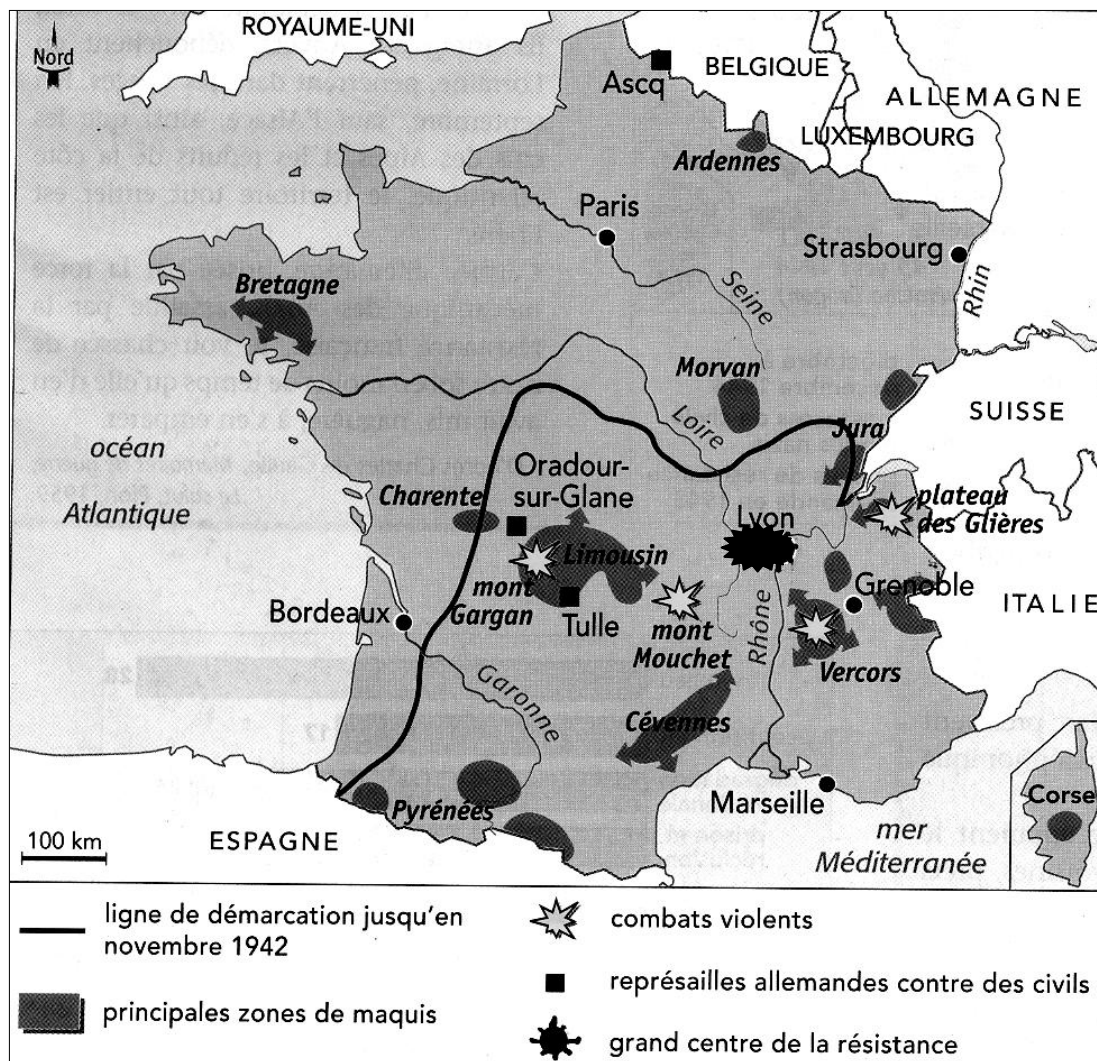 ROYAUME-UNI
Nord
Ascq
BELGIQUE
ALLEMAGNE
LUXEMBOURG
Ardennes
Paris
Strasbourg
Rhin
Bretagne
Seine
Morvan
Loire
SUISSE
Jura
océan
Atlantique
Oradour-
sur-Glane
Charente
plateau
des Glières
Lyon
Limousin
mont
Gargan
Grenoble
ITALIE
Bordeaux
Tulle
mont
Mouchet
Rhône
Vercors
Garonne
Cévennes
Pyrénées
Marseille
Corse
100 km
ESPAGNE
mer
Méditerranée
ligne de démarcation jusqu'en
novembre 1942
combats violents
représailles allemandes contre des civils
principales zones de maquis
grand centre de la résistance